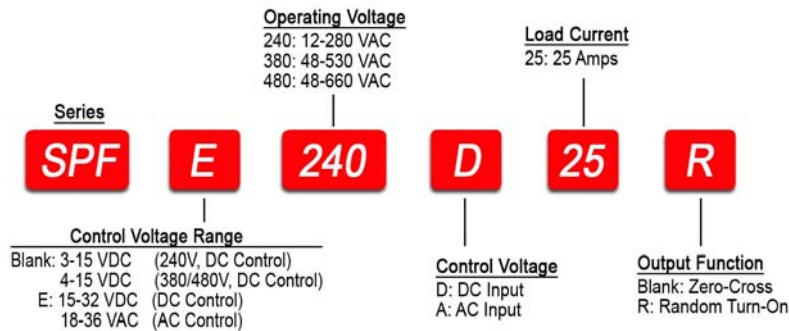 Operating Voltage
240: 12-280 VAC
380: 48-530 VAC
480: 48-660 VAC
Load Current
25: 25 Amps
Series
SPF E 240 D 25 R
Control Voltage Range
Blank: 3-15 VDC (240V, DC Control)
4-15 VDC (380/480V, DC Control)
E: 15-32 VDC (DC Control)
18-36 VAC (AC Control)
Control Voltage
D: DC Input
A: AC Input
Output Function
Blank: Zero-Cross
R: Random Turn-On